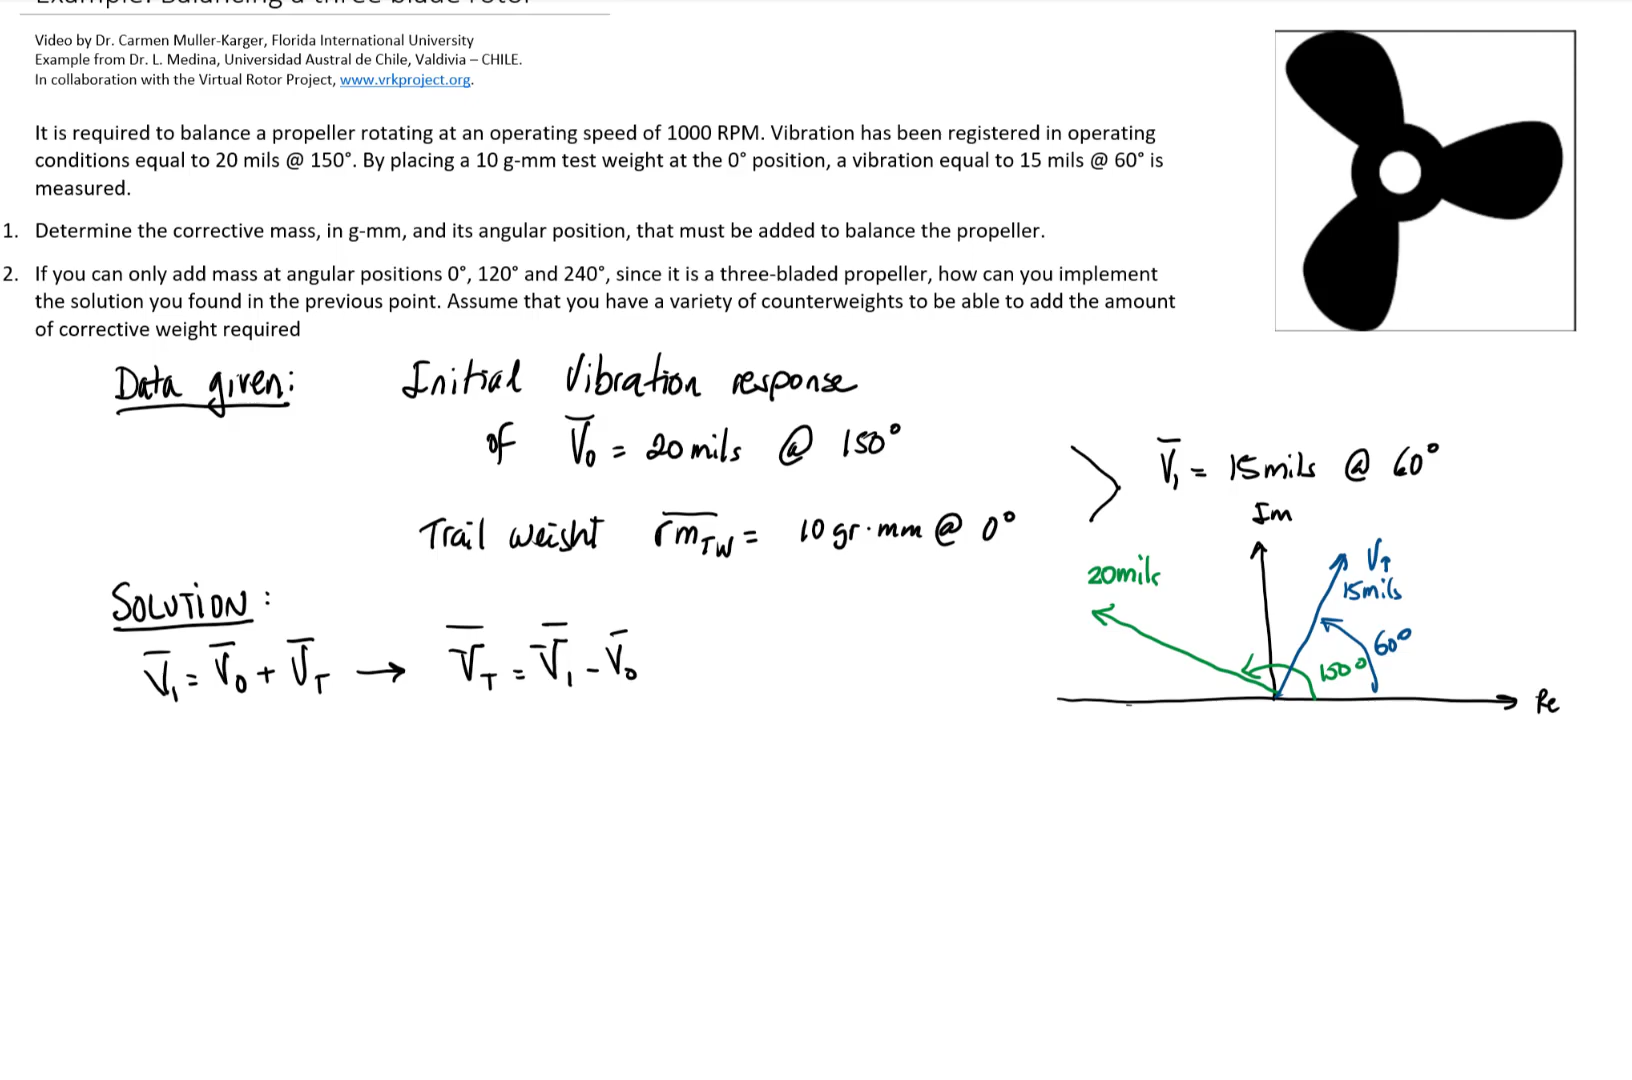 Example: Balancing a three blade rotor
Video by Dr. Carmen Muller-Karger, Florida International University
Example from Dr. L. Medina, Universidad Austral de Chile, Valdivia – CHILE.
In collaboration with the Virtual Rotor Project, www.vrkproject.org.
It is required to balance a propeller rotating at an operating speed of 1000 RPM. Vibration has been registered in operating
conditions equal to 20 mils @ 150°. By placing a 10 g-mm test weight at the 0° position, a vibration equal to 15 mils @ 60° is
measured.
1. Determine the corrective mass, in g-mm, and its angular position, that must be added to balance the propeller.
2. If you can only add mass at angular positions 0°, 120° and 240°, since it is a three-bladed propeller, how can you implement
the solution you found in the previous point. Assume that you have a variety of counterweights to be able to add the amount
of corrective weight required
Data given: Initial Vibration response
of V̅₀ = 20 mils @ 150°
V̅₁ = 15 mils @ 60°
Trail weight r̅m̅_TW = 10 gr·mm @ 0°
Im
20mils
V₁
15mils
60°
150°
Re
SOLUTION:
V̅₁ = V̅₀ + V̅_T → V̅_T = V̅₁ - V̅₀